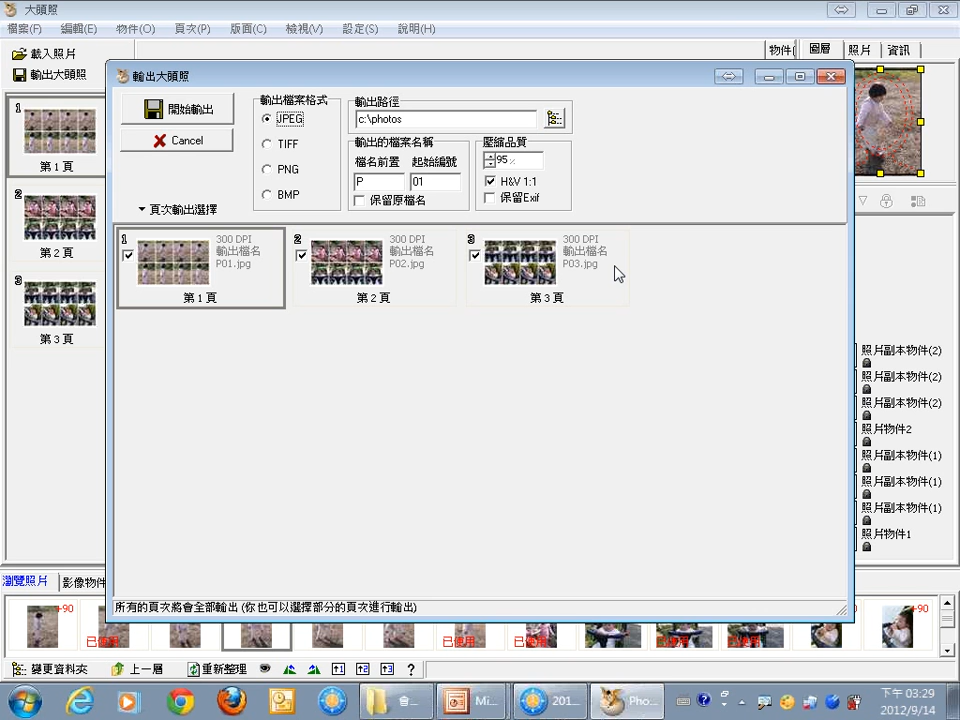 大頭照
檔案(F) 編輯(E) 物件(O) 頁次(P) 版面(C) 檢視(V) 設定(S) 說明(H)
載入照片
輸出大頭照
物件( 圖層 照片 資訊
1
第 1 頁
2
第 2 頁
3
第 3 頁
輸出大頭照
開始輸出
Cancel
頁次輸出選擇
輸出檔案格式
JPEG
TIFF
PNG
BMP
輸出路徑
c:\photos
輸出的檔案名稱
檔名前置 起始編號
P 01
保留原檔名
壓縮品質
95%
H&V 1:1
保留Exif
1
300 DPI
輸出檔名
P01.jpg
第 1 頁
2
300 DPI
輸出檔名
P02.jpg
第 2 頁
3
300 DPI
輸出檔名
P03.jpg
第 3 頁
所有的頁次將會全部輸出 (你也可以選擇部分的頁次進行輸出)
照片副本物件(2)
照片副本物件(2)
照片副本物件(2)
照片物件2
照片副本物件(1)
照片副本物件(1)
照片副本物件(1)
照片物件1
瀏覽照片 影像物件
+90 已使用 已使用 已使用 已使用 已使用 +90
變更資料夾 上一層 重新整理 ?
Mi... 201... Pho...
下午 03:29
2012/9/14